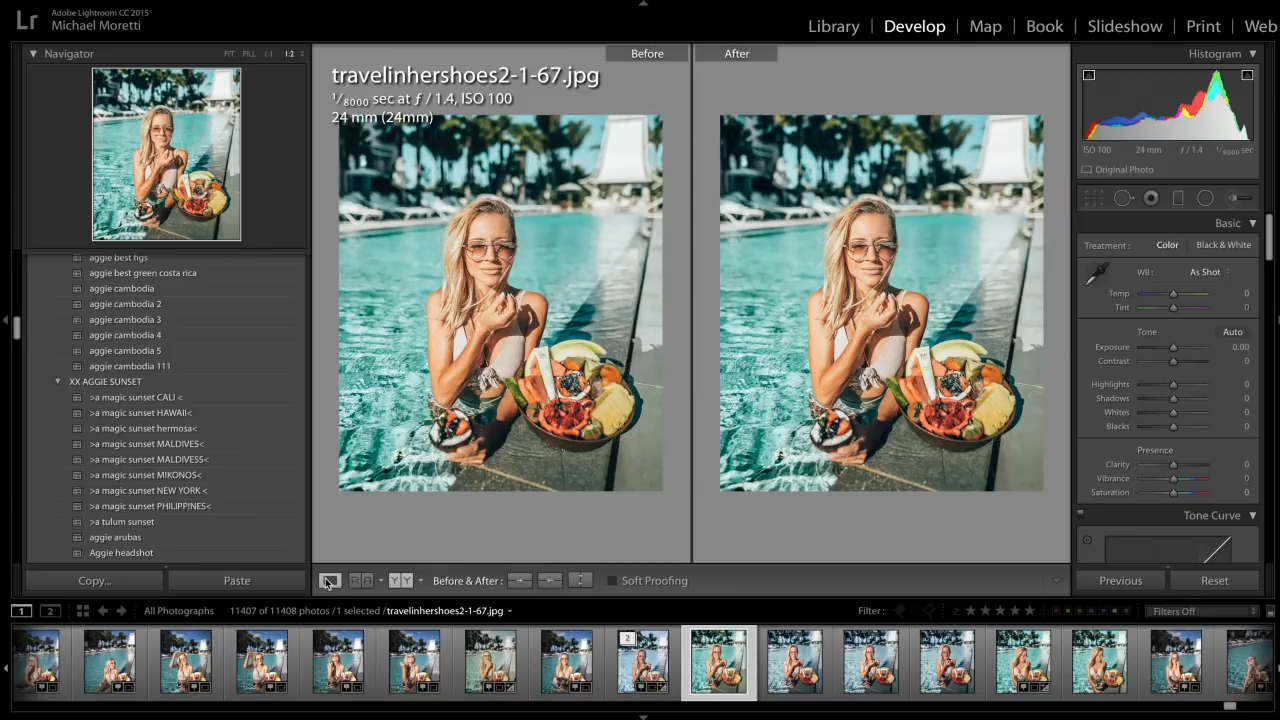 Lr
Adobe Lightroom CC 2015
Michael Moretti
Library | Develop | Map | Book | Slideshow | Print | Web
Navigator
FIT FILL 1:1 1:2
Before
After
Histogram
travelinhershoes2-1-67.jpg
1/8000 sec at ƒ / 1.4, ISO 100
24 mm (24mm)
ISO 100 24 mm ƒ / 1.4 1/8000 sec
Original Photo
Basic
Treatment : Color Black & White
WB : As Shot
Temp 0
Tint 0
Tone Auto
Exposure 0.00
Contrast 0
Highlights 0
Shadows 0
Whites 0
Blacks 0
Presence
Clarity 0
Vibrance 0
Saturation 0
Tone Curve
aggie best figs
aggie best green costa rica
aggie cambodia
aggie cambodia 2
aggie cambodia 3
aggie cambodia 4
aggie cambodia 5
aggie cambodia 111
XX AGGIE SUNSET
>a magic sunset CALI <
>a magic sunset HAWAII<
>a magic sunset hermosa<
>a magic sunset MALDIVES<
>a magic sunset MALDIVESS<
>a magic sunset MIKONOS<
>a magic sunset NEW YORK <
>a magic sunset PHILIPPINES<
>a tulum sunset
aggie arubas
Aggie headshot
Copy... Paste
R A Y Y Before & After : Soft Proofing
Previous Reset
1 2 All Photographs 11407 of 11408 photos / 1 selected / travelinhershoes2-1-67.jpg
Filter : ≥ Filters Off
2